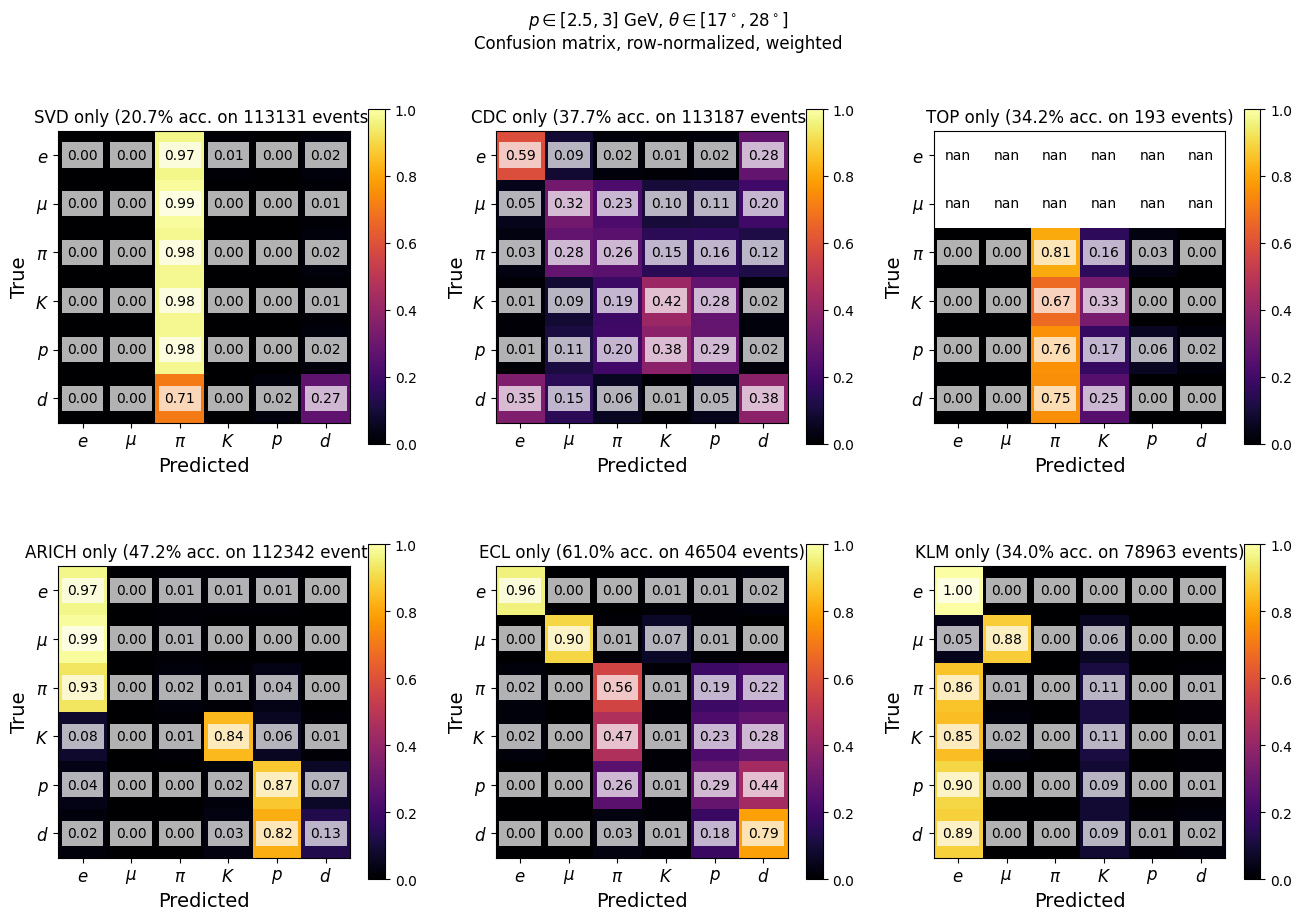 p ∈ [2.5, 3] GeV, θ ∈ [17°, 28°]
Confusion matrix, row-normalized, weighted
SVD only (20.7% acc. on 113131 events
e 0.00 0.00 0.97 0.01 0.00 0.02
μ 0.00 0.00 0.99 0.00 0.00 0.01
π 0.00 0.00 0.98 0.00 0.00 0.02
K 0.00 0.00 0.98 0.00 0.00 0.01
p 0.00 0.00 0.98 0.00 0.00 0.02
d 0.00 0.00 0.71 0.00 0.02 0.27
e μ π K p d
True
Predicted
1.0
0.8
0.6
0.4
0.2
0.0
CDC only (37.7% acc. on 113187 events
e 0.59 0.09 0.02 0.01 0.02 0.28
μ 0.05 0.32 0.23 0.10 0.11 0.20
π 0.03 0.28 0.26 0.15 0.16 0.12
K 0.01 0.09 0.19 0.42 0.28 0.02
p 0.01 0.11 0.20 0.38 0.29 0.02
d 0.35 0.15 0.06 0.01 0.05 0.38
e μ π K p d
True
Predicted
1.0
0.8
0.6
0.4
0.2
0.0
TOP only (34.2% acc. on 193 events)
e nan nan nan nan nan nan
μ nan nan nan nan nan nan
π 0.00 0.00 0.81 0.16 0.03 0.00
K 0.00 0.00 0.67 0.33 0.00 0.00
p 0.00 0.00 0.76 0.17 0.06 0.02
d 0.00 0.00 0.75 0.25 0.00 0.00
e μ π K p d
True
Predicted
1.0
0.8
0.6
0.4
0.2
0.0
ARICH only (47.2% acc. on 112342 event
e 0.97 0.00 0.01 0.01 0.01 0.00
μ 0.99 0.00 0.01 0.00 0.00 0.00
π 0.93 0.00 0.02 0.01 0.04 0.00
K 0.08 0.00 0.01 0.84 0.06 0.01
p 0.04 0.00 0.00 0.02 0.87 0.07
d 0.02 0.00 0.00 0.03 0.82 0.13
e μ π K p d
True
Predicted
1.0
0.8
0.6
0.4
0.2
0.0
ECL only (61.0% acc. on 46504 events)
e 0.96 0.00 0.00 0.01 0.01 0.02
μ 0.00 0.90 0.01 0.07 0.01 0.00
π 0.02 0.00 0.56 0.01 0.19 0.22
K 0.02 0.00 0.47 0.01 0.23 0.28
p 0.00 0.00 0.26 0.01 0.29 0.44
d 0.00 0.00 0.03 0.01 0.18 0.79
e μ π K p d
True
Predicted
1.0
0.8
0.6
0.4
0.2
0.0
KLM only (34.0% acc. on 78963 events)
e 1.00 0.00 0.00 0.00 0.00 0.00
μ 0.05 0.88 0.00 0.06 0.00 0.00
π 0.86 0.01 0.00 0.11 0.00 0.01
K 0.85 0.02 0.00 0.11 0.00 0.01
p 0.90 0.00 0.00 0.09 0.00 0.01
d 0.89 0.00 0.00 0.09 0.01 0.02
e μ π K p d
True
Predicted
1.0
0.8
0.6
0.4
0.2
0.0